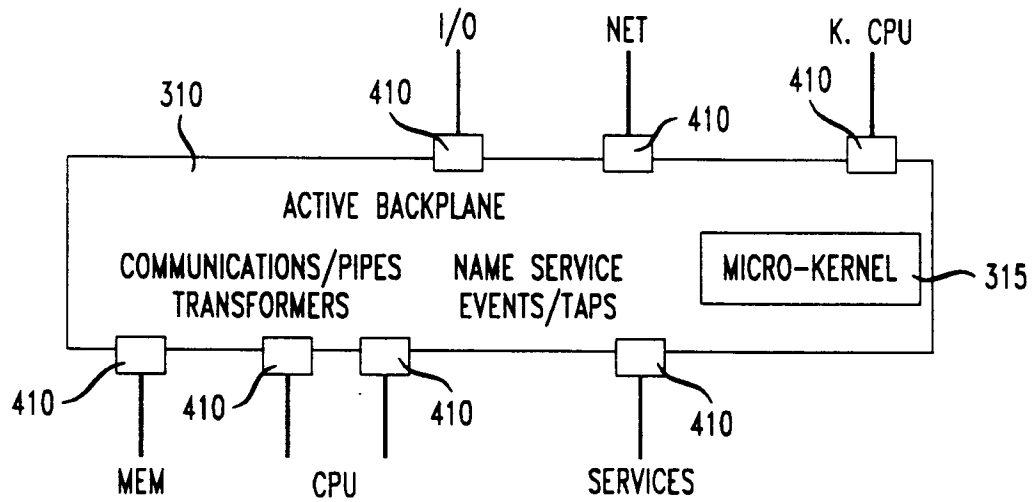 I/O
NET
K. CPU
310
410
410
410
ACTIVE BACKPLANE
COMMUNICATIONS/PIPES
TRANSFORMERS
NAME SERVICE
EVENTS/TAPS
MICRO-KERNEL
315
410
410
410
410
MEM
CPU
SERVICES